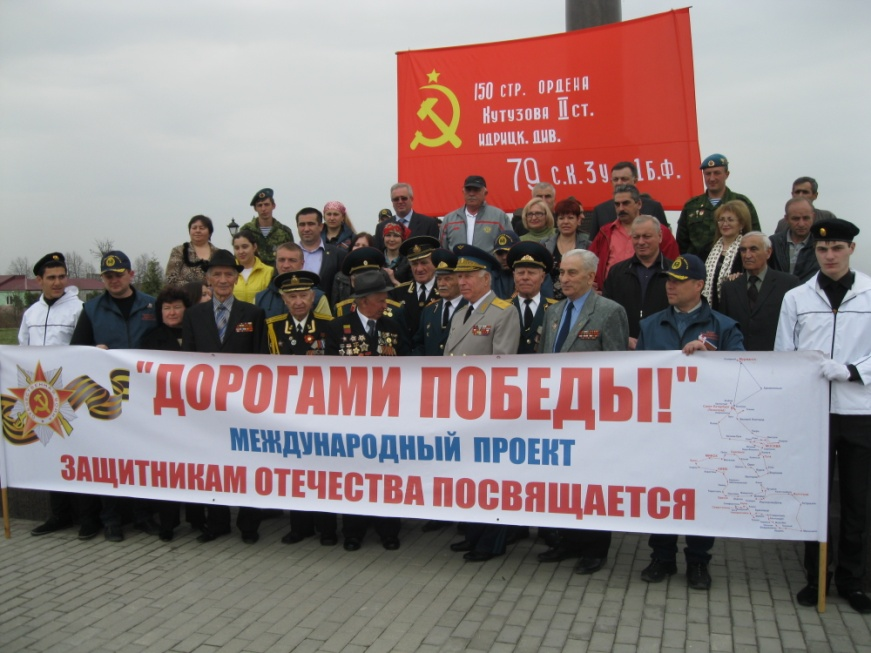 150 СТР. ОРДЕНА
КУТУЗОВА II СТ.
ИДРИЦК. ДИВ.
79 С.К. 3 У 1 Б.Ф.
"ДОРОГАМИ ПОБЕДЫ!"
МЕЖДУНАРОДНЫЙ ПРОЕКТ
ЗАЩИТНИКАМ ОТЕЧЕСТВА ПОСВЯЩАЕТСЯ